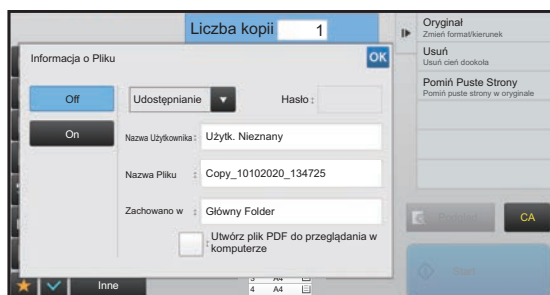 Liczba kopii 1
Informacja o Pliku
OK
Off
On
Udostępnianie
Hasło :
Nazwa Użytkownika : Użytk. Nieznany
Nazwa Pliku : Copy_10102020_134725
Zachowano w : Główny Folder
: Utwórz plik PDF do przeglądania w
komputerze
Inne
3 A4
4 A4
Oryginał
Zmień format/kierunek
Usuń
Usuń cień dookoła
Pomiń Puste Strony
Pomiń puste strony w oryginale
CA
Start